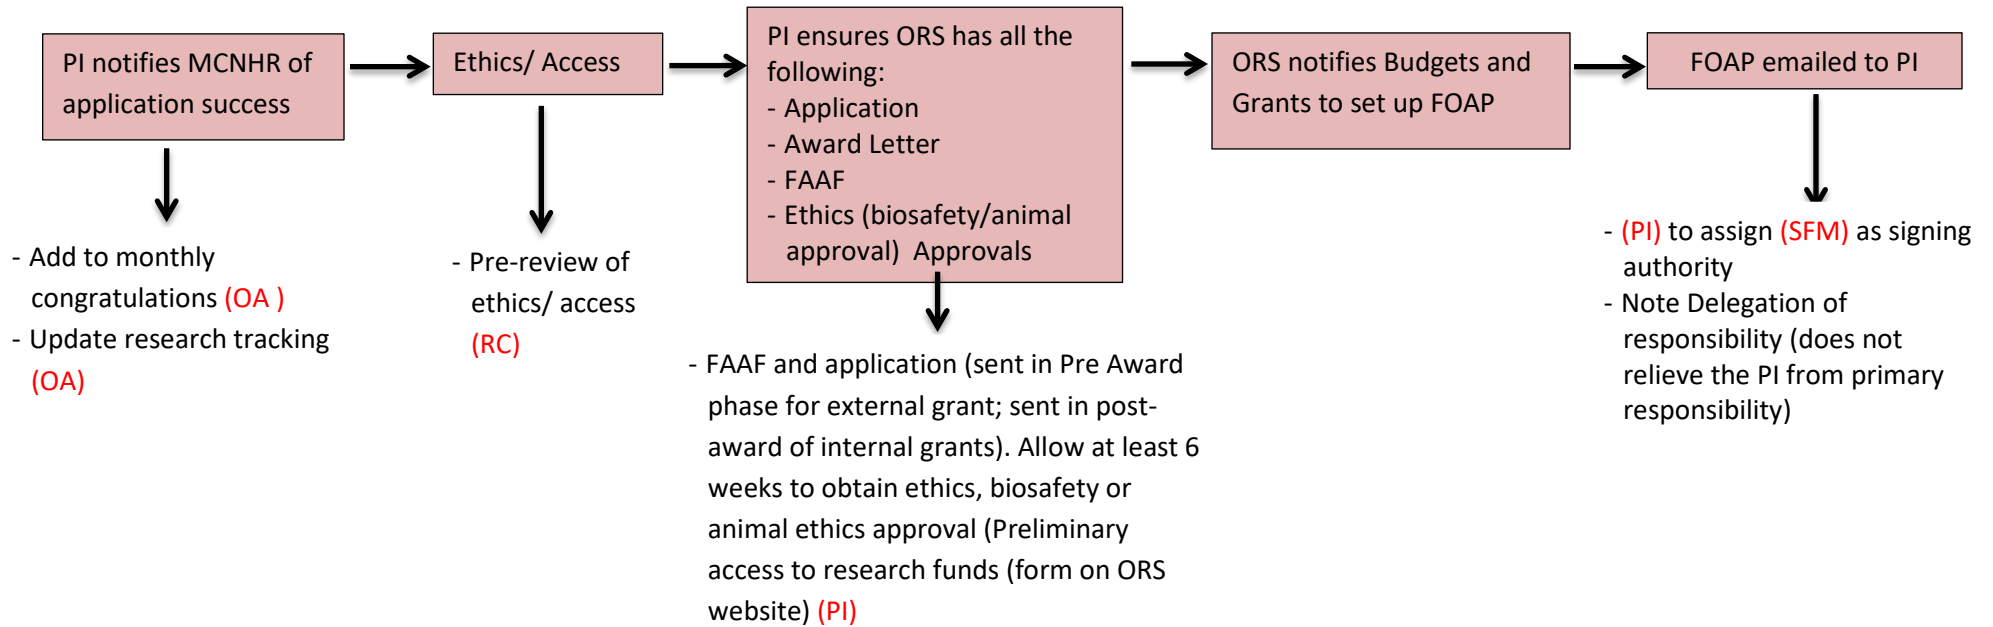 PI notifies MCNHR of
application success
Ethics/ Access
PI ensures ORS has all the
following:
- Application
- Award Letter
- FAAF
- Ethics (biosafety/animal
approval)  Approvals
ORS notifies Budgets and
Grants to set up FOAP
FOAP emailed to PI
- Add to monthly
congratulations (OA )
- Update research tracking
(OA)
- Pre-review of
ethics/ access
(RC)
- FAAF and application (sent in Pre Award
phase for external grant; sent in post-
award of internal grants). Allow at least 6
weeks to obtain ethics, biosafety or
animal ethics approval (Preliminary
access to research funds (form on ORS
website) (PI)
- (PI) to assign (SFM) as signing
authority
- Note Delegation of
responsibility (does not
relieve the PI from primary
responsibility)